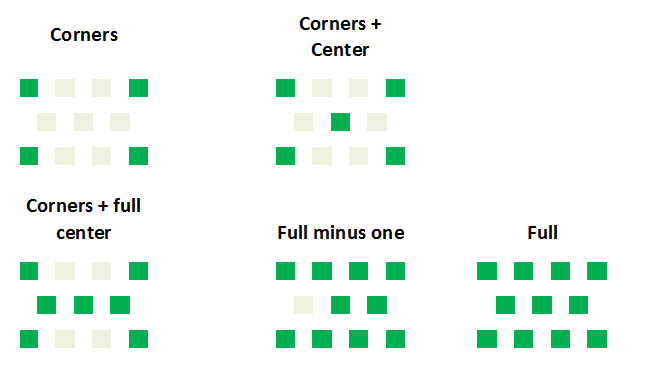 Corners
Corners +
Center
Corners + full
center
Full minus one
Full